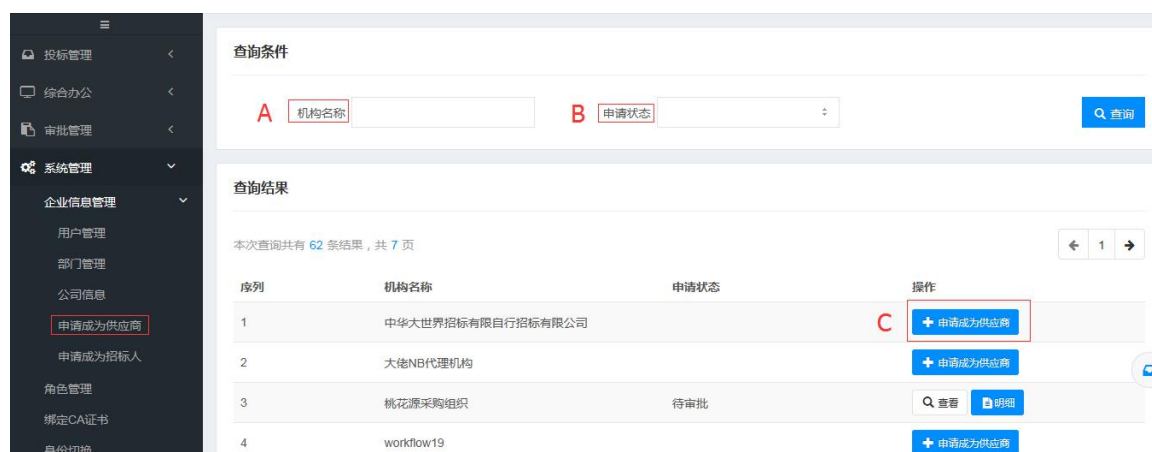 投标管理
综合办公
审批管理
系统管理
企业信息管理
用户管理
部门管理
公司信息
申请成为供应商
申请成为招标人
角色管理
绑定CA证书
身份切换
查询条件
A 机构名称 B 申请状态 查询
查询结果
本次查询共有 62 条结果，共 7 页 1
序列 机构名称 申请状态 操作
1 中华大世界招标有限自行招标有限公司 C 申请成为供应商
2 大佬NB代理机构 申请成为供应商
3 桃花源采购组织 待审批 查看 明细
4 workflow19 申请成为供应商